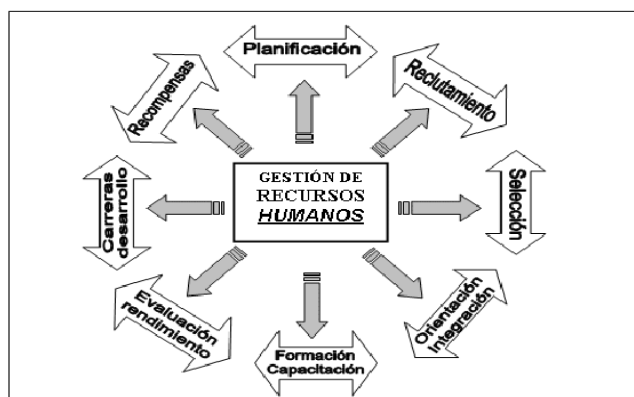 Planificación
Reclutamiento
Selección
Orientación
Integración
Formación
Capacitación
Evaluación
rendimiento
Carreras
desarrollo
Recompensas
GESTIÓN DE
RECURSOS
HUMANOS